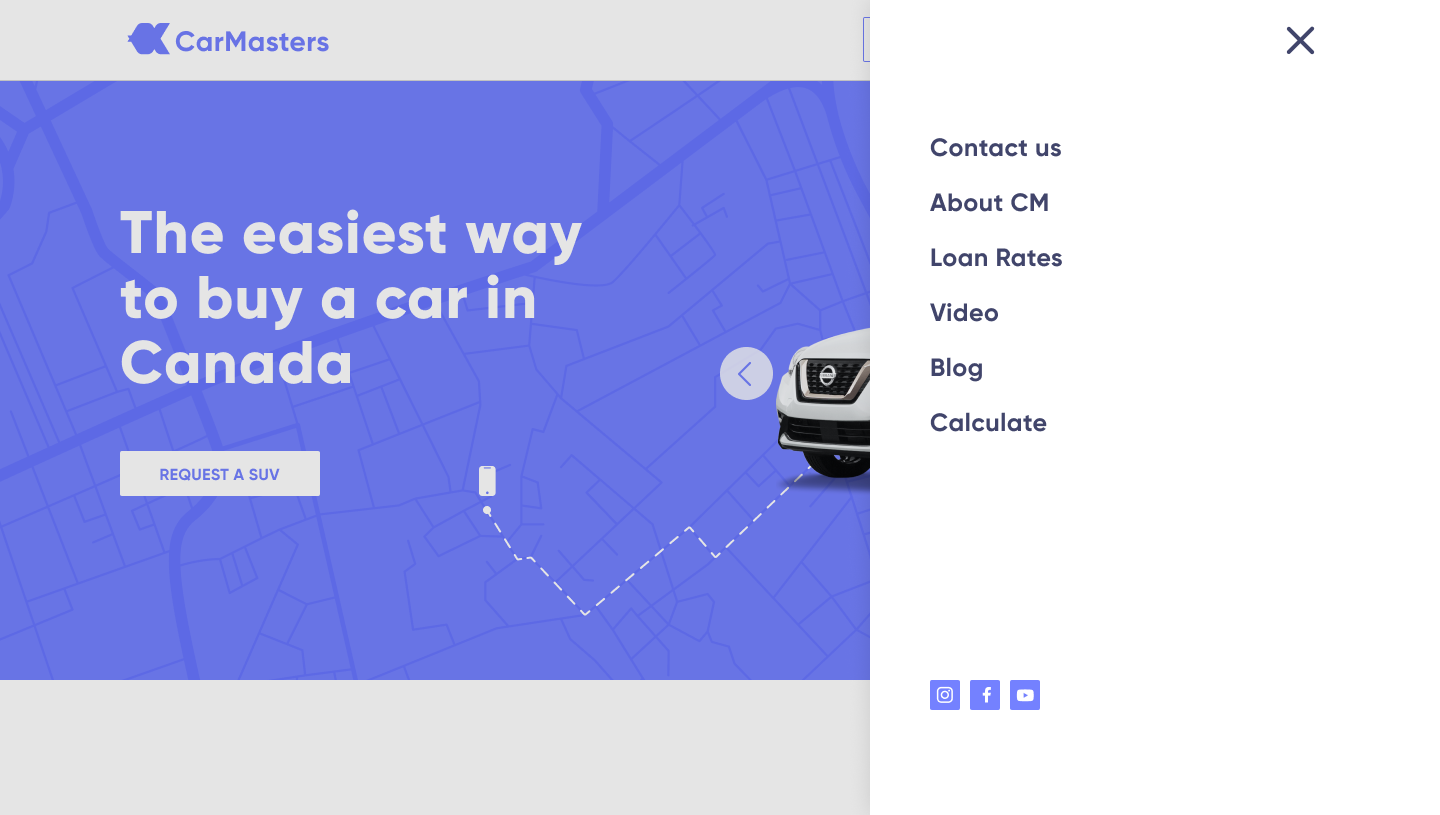 CarMasters
The easiest way
to buy a car in
Canada
REQUEST A SUV
Contact us
About CM
Loan Rates
Video
Blog
Calculate